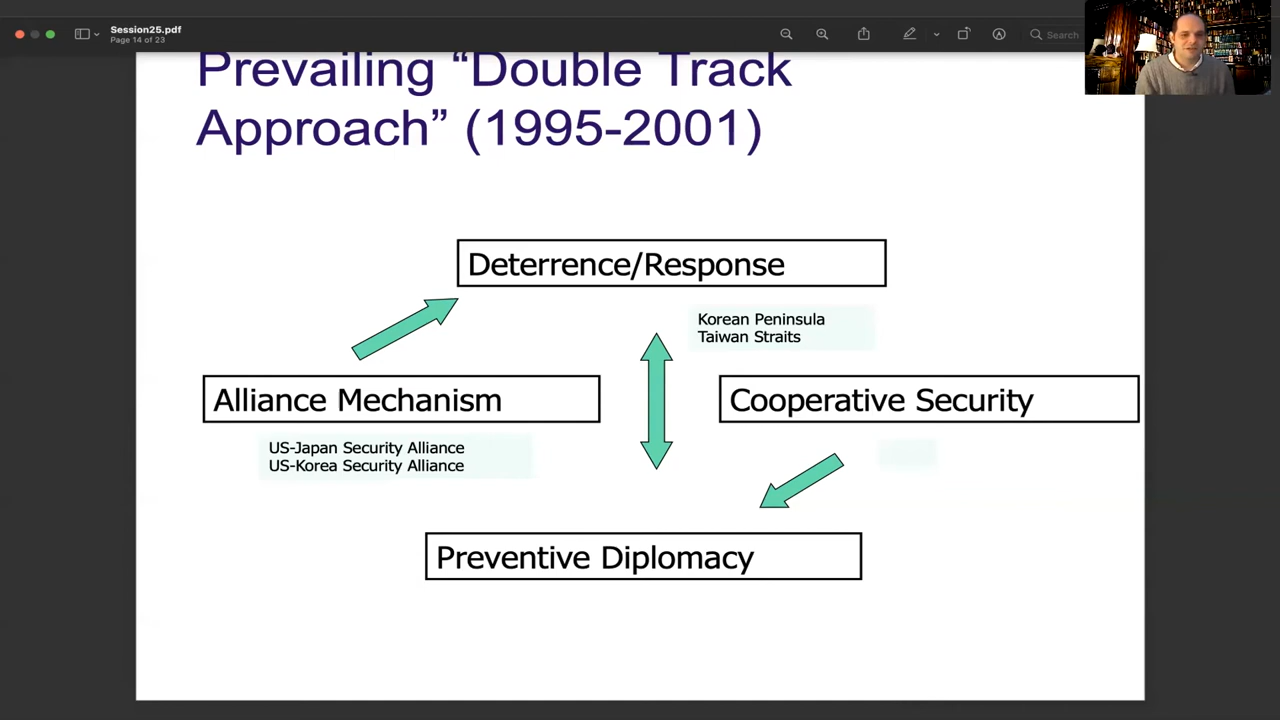 Session25.pdf
Page 14 of 23
Search
Prevailing “Double Track
Approach” (1995-2001)
Deterrence/Response
Korean Peninsula
Taiwan Straits
Alliance Mechanism
Cooperative Security
US-Japan Security Alliance
US-Korea Security Alliance
Preventive Diplomacy